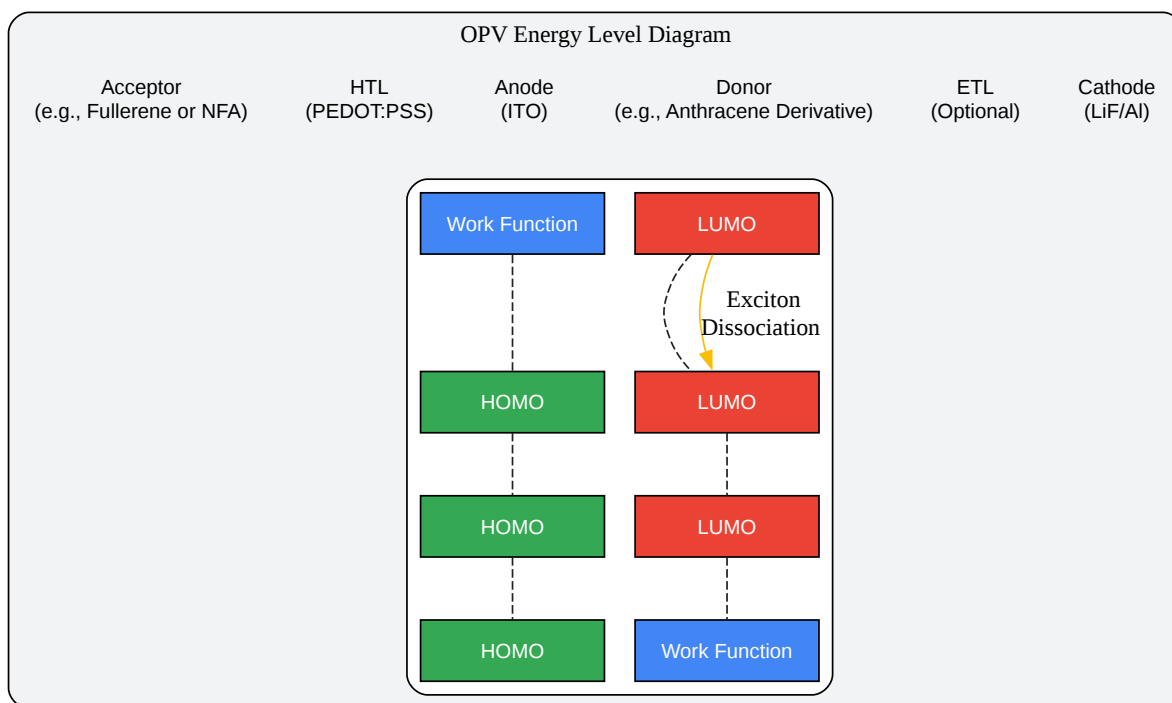 OPV Energy Level Diagram
Acceptor
(e.g., Fullerene or NFA)
HTL
(PEDOT:PSS)
Anode
(ITO)
Donor
(e.g., Anthracene Derivative)
ETL
(Optional)
Cathode
(LiF/Al)
Work Function
LUMO
Exciton
Dissociation
HOMO
LUMO
HOMO
LUMO
HOMO
Work Function